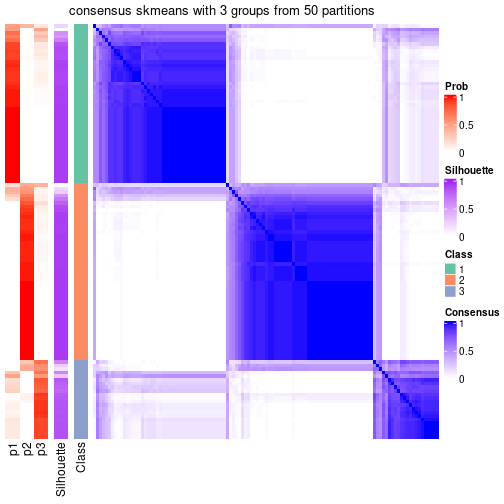 consensus skmeans with 3 groups from 50 partitions
Prob
1
0.5
0
Silhouette
1
0.5
0
Class
1
2
3
Consensus
1
0.5
0
p1
p2
p3
Silhouette
Class